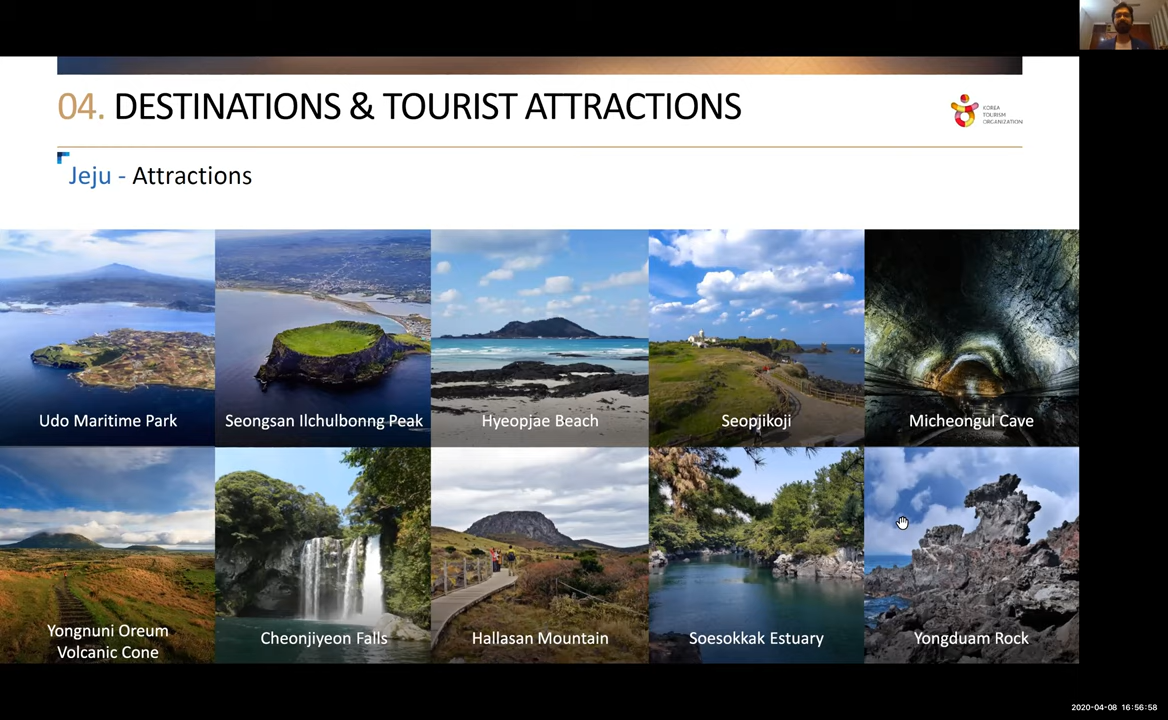 04. DESTINATIONS & TOURIST ATTRACTIONS
KOREA
TOURISM
ORGANIZATION
Jeju - Attractions
Udo Maritime Park
Seongsan Ilchulbonng Peak
Hyeopjae Beach
Seopjikoji
Micheongul Cave
Yongnuni Oreum
Volcanic Cone
Cheonjiyeon Falls
Hallasan Mountain
Soesokkak Estuary
Yongduam Rock
2020-04-08 16:56:58